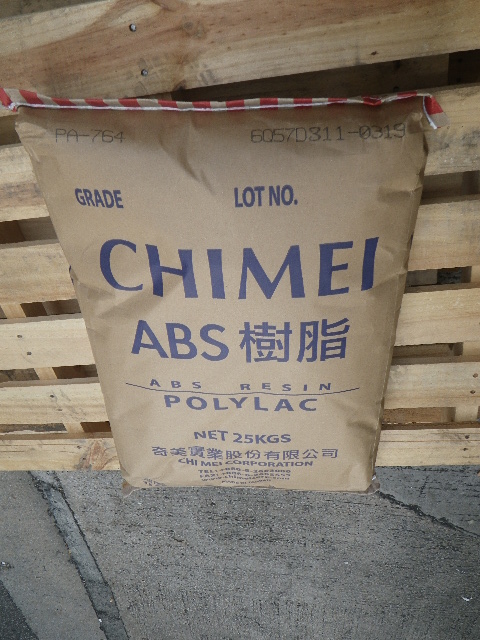 PA-764 6Q57D811-0319
GRADE LOT NO.
CHIMEI
ABS 樹脂
ABS RESIN
POLYLAC
NET 25KGS
奇美實業股份有限公司
CHI MEI CORPORATION